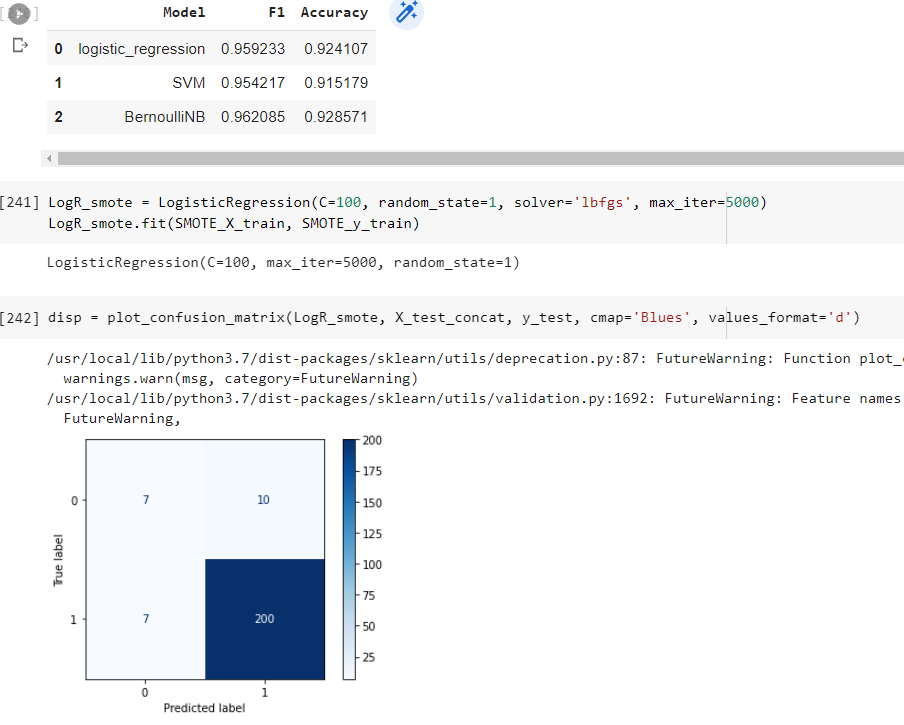 Model F1 Accuracy
0 logistic_regression 0.959233 0.924107
1 SVM 0.954217 0.915179
2 BernoulliNB 0.962085 0.928571
[241] LogR_smote = LogisticRegression(C=100, random_state=1, solver='lbfgs', max_iter=5000)
LogR_smote.fit(SMOTE_X_train, SMOTE_y_train)
LogisticRegression(C=100, max_iter=5000, random_state=1)
[242] disp = plot_confusion_matrix(LogR_smote, X_test_concat, y_test, cmap='Blues', values_format='d')
/usr/local/lib/python3.7/dist-packages/sklearn/utils/deprecation.py:87: FutureWarning: Function plot_
warnings.warn(msg, category=FutureWarning)
/usr/local/lib/python3.7/dist-packages/sklearn/utils/validation.py:1692: FutureWarning: Feature names
FutureWarning,
200
175
0 7 10
150
125
True label
100
75
1 7 200
50
25
0 1
Predicted label